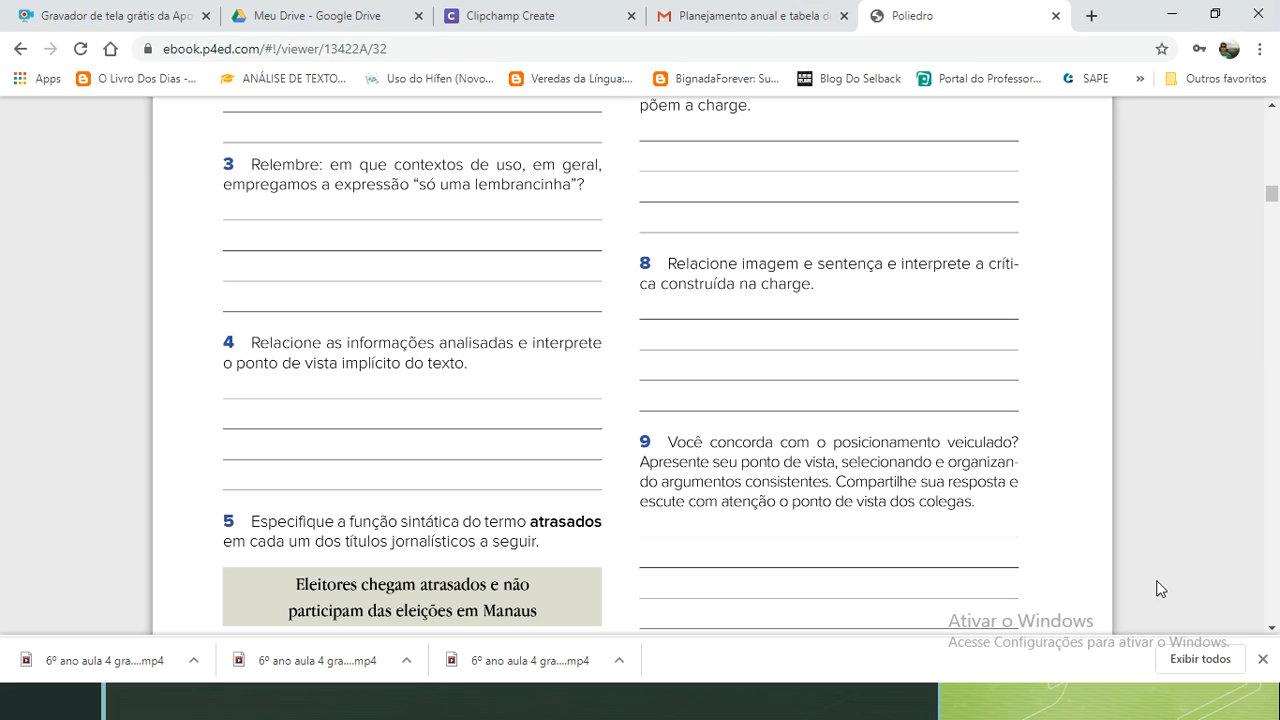 Gravador de tela grátis da Apo
Meu Drive - Google Drive
Clipchamp Create
Planejamento anual e tabela d
Poliedro
ebook.p4ed.com/#!/viewer/13422A/32
Apps
O Livro Dos Dias -...
ANÁLISE DE TEXTO...
Uso do Hífen (Novo...
Veredas da Língua:...
BignadaForever: Su...
Blog Do Selback
Portal do Professor...
SAPE
»
Outros favoritos
3 Relembre: em que contextos de uso, em geral,
empregamos a expressão “só uma lembrancinha”?
4 Relacione as informações analisadas e interprete
o ponto de vista implícito do texto.
5 Especifique a função sintática do termo atrasados
em cada um dos títulos jornalísticos a seguir.
Eleitores chegam atrasados e não
participam das eleições em Manaus
põem a charge.
8 Relacione imagem e sentença e interprete a críti-
ca construída na charge.
9 Você concorda com o posicionamento veiculado?
Apresente seu ponto de vista, selecionando e organizan-
do argumentos consistentes. Compartilhe sua resposta e
escute com atenção o ponto de vista dos colegas.
Ativar o Windows
Acesse Configurações para ativar o Windows.
6º ano aula 4 gra....mp4
6º ano aula 4 gra....mp4
6º ano aula 4 gra....mp4
Exibir todos